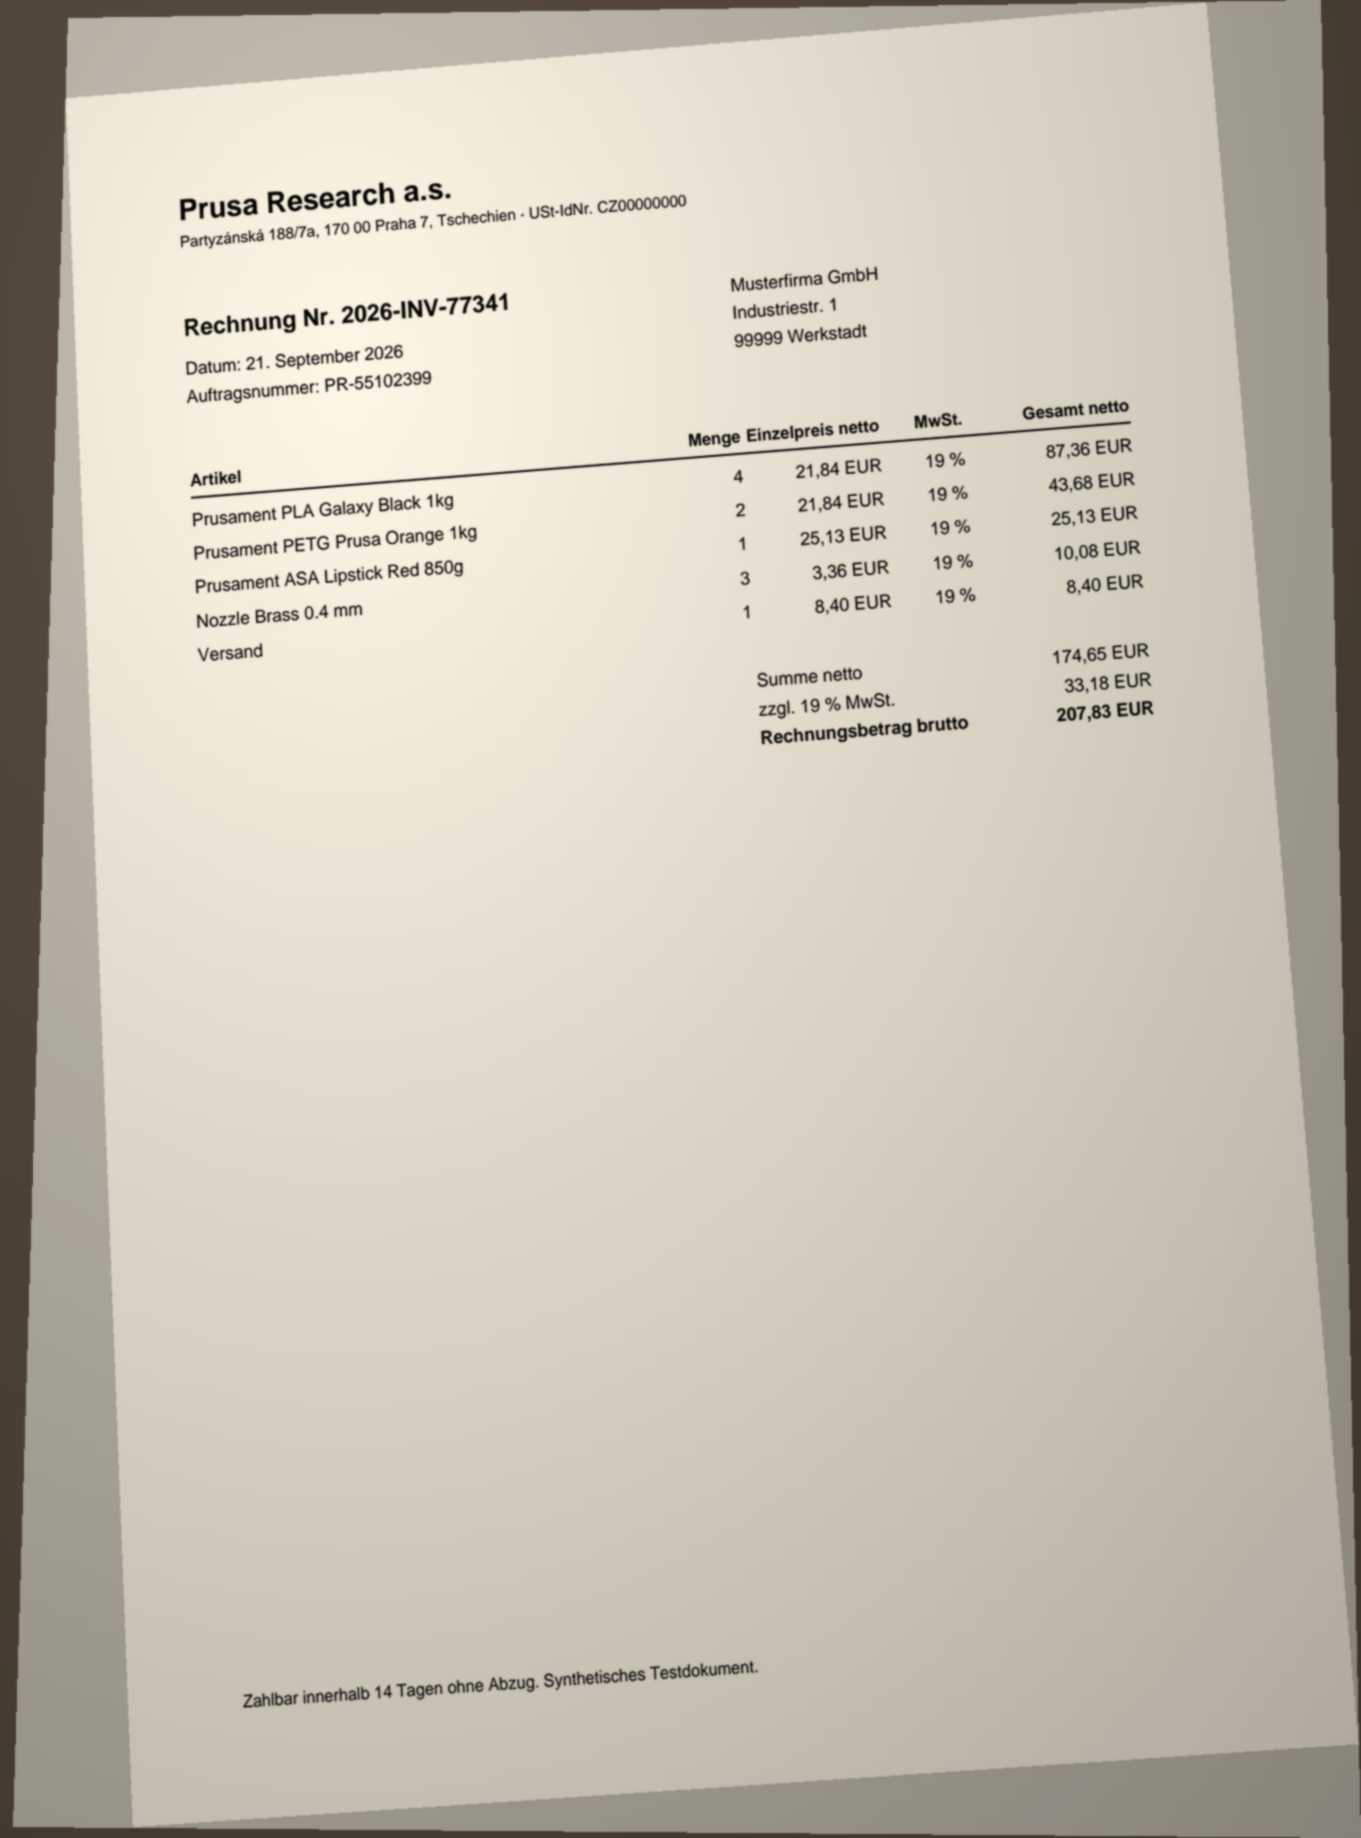 Prusa Research a.s.
Partyzánská 188/7a, 170 00 Praha 7, Tschechien · USt-IdNr. CZ00000000
Rechnung Nr. 2026-INV-77341
Datum: 21. September 2026
Auftragsnummer: PR-55102399
Musterfirma GmbH
Industriestr. 1
99999 Werkstadt
Artikel Menge Einzelpreis netto MwSt. Gesamt netto
Prusament PLA Galaxy Black 1kg 4 21,84 EUR 19 % 87,36 EUR
Prusament PETG Prusa Orange 1kg 2 21,84 EUR 19 % 43,68 EUR
Prusament ASA Lipstick Red 850g 1 25,13 EUR 19 % 25,13 EUR
Nozzle Brass 0.4 mm 3 3,36 EUR 19 % 10,08 EUR
Versand 1 8,40 EUR 19 % 8,40 EUR
Summe netto 174,65 EUR
zzgl. 19 % MwSt. 33,18 EUR
Rechnungsbetrag brutto 207,83 EUR
Zahlbar innerhalb 14 Tagen ohne Abzug. Synthetisches Testdokument.